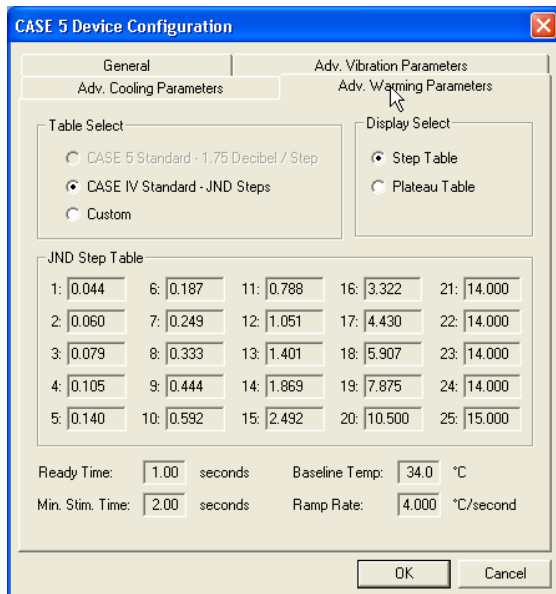 CASE 5 Device Configuration
General
Adv. Vibration Parameters
Adv. Cooling Parameters
Adv. Warming Parameters
Table Select
CASE 5 Standard - 1.75 Decibel / Step
CASE IV Standard - JND Steps
Custom
Display Select
Step Table
Plateau Table
JND Step Table
1: 0.044 6: 0.187 11: 0.788 16: 3.322 21: 14.000
2: 0.060 7: 0.249 12: 1.051 17: 4.430 22: 14.000
3: 0.079 8: 0.333 13: 1.401 18: 5.907 23: 14.000
4: 0.105 9: 0.444 14: 1.869 19: 7.875 24: 14.000
5: 0.140 10: 0.592 15: 2.492 20: 10.500 25: 15.000
Ready Time: 1.00 seconds Baseline Temp: 34.0 °C
Min. Stim. Time: 2.00 seconds Ramp Rate: 4.000 °C/second
OK Cancel